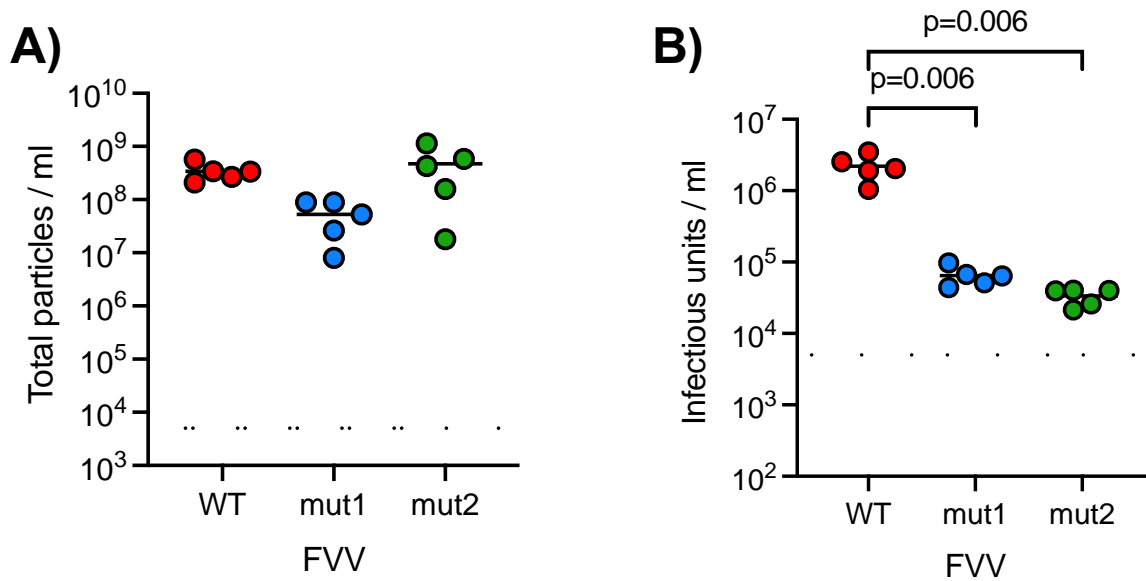 A)
Total particles / ml
10^10
10^9
10^8
10^7
10^6
10^5
10^4
10^3
WT mut1 mut2
FVV
B)
p=0.006
p=0.006
Infectious units / ml
10^7
10^6
10^5
10^4
10^3
10^2
WT mut1 mut2
FVV